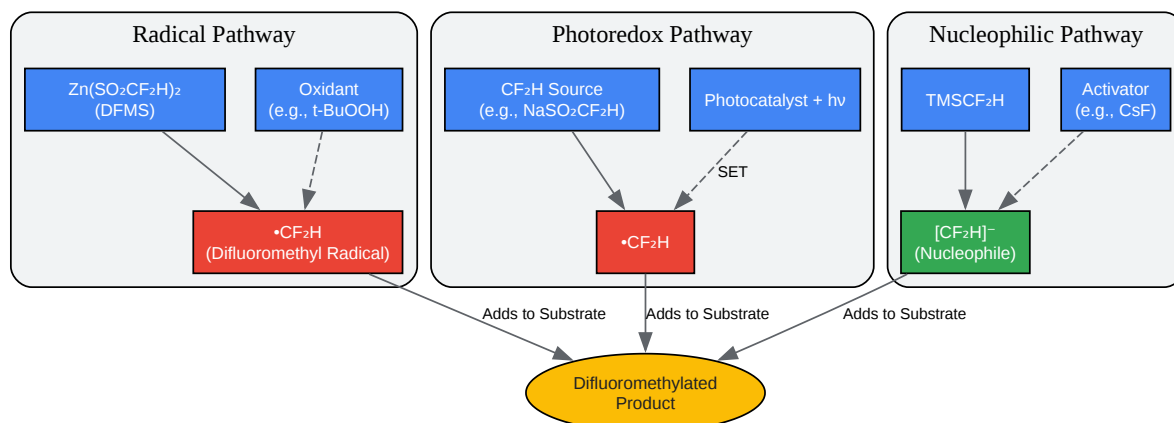 Radical Pathway
Zn(SO₂CF₂H)₂
(DFMS)
Oxidant
(e.g., t-BuOOH)
•CF₂H
(Difluoromethyl Radical)
Photoredox Pathway
CF₂H Source
(e.g., NaSO₂CF₂H)
Photocatalyst + hν
SET
•CF₂H
Nucleophilic Pathway
TMSCF₂H
Activator
(e.g., CsF)
[CF₂H]⁻
(Nucleophile)
Adds to Substrate
Adds to Substrate
Adds to Substrate
Difluoromethylated
Product